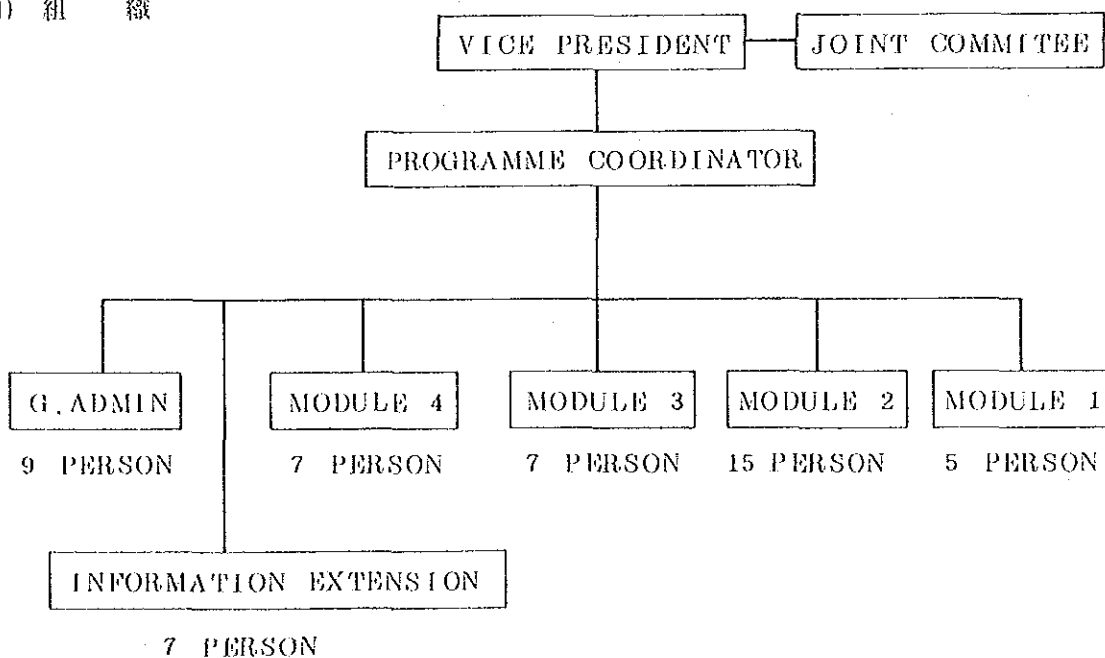 組 織
VICE PRESIDENT JOINT COMMITEE
PROGRAMME COORDINATOR
G.ADMIN MODULE 4 MODULE 3 MODULE 2 MODULE 1
9 PERSON 7 PERSON 7 PERSON 15 PERSON 5 PERSON
INFORMATION EXTENSION
7 PERSON